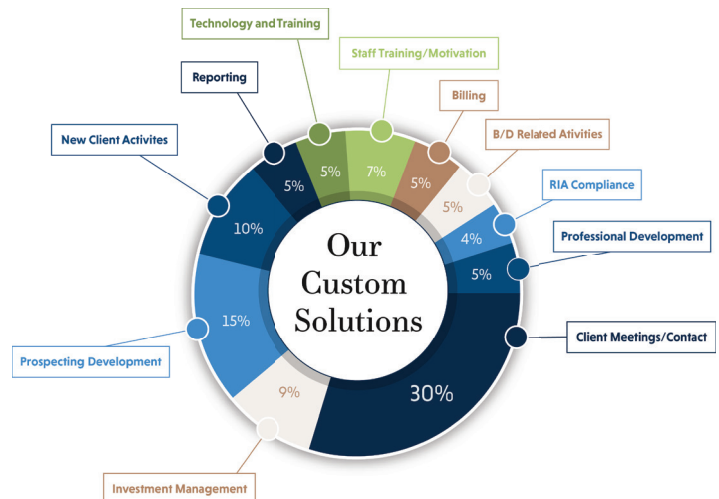 Technology and Training
Staff Training/Motivation
Reporting
Billing
New Client Activites
B/D Related Ativities
RIA Compliance
Professional Development
Client Meetings/Contact
Prospecting Development
Investment Management
5%
7%
5%
5%
5%
10%
4%
5%
15%
9%
30%
Our
Custom
Solutions